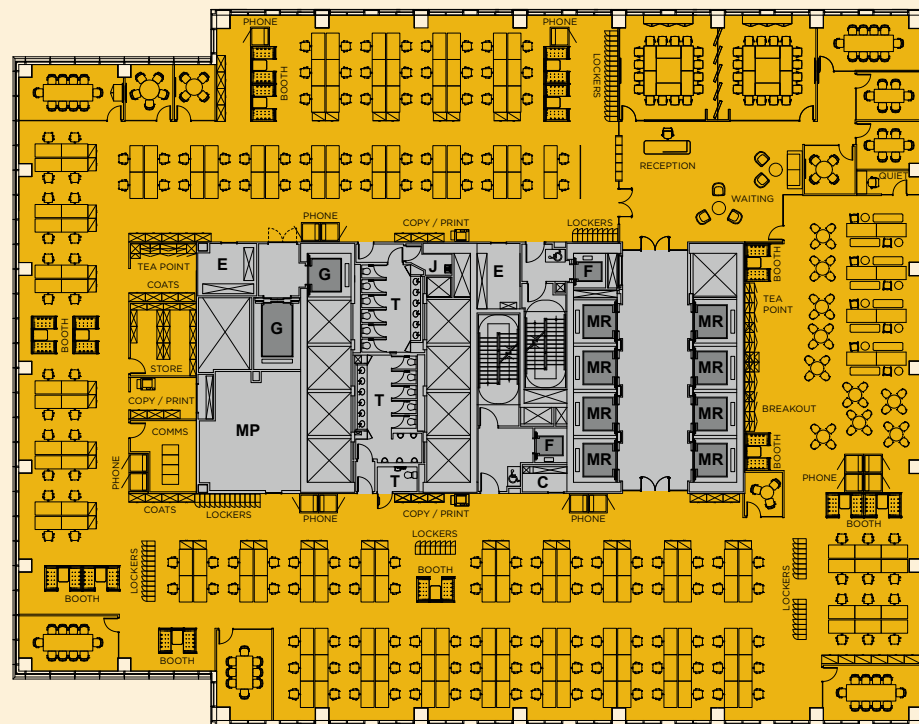 PHONE
PHONE
BOOTH
LOCKERS
RECEPTION
QUIET
WAITING
PHONE
COPY / PRINT
LOCKERS
TEA POINT
COATS
E
G
J
E
F
BOOTH
T
TEA
POINT
G
MR
MR
BOOTH
STORE
MR
MR
COPY / PRINT
T
MR
MR
BREAKOUT
COMMS
MP
F
MR
MR
BOOTH
PHONE
T
C
PHONE
COATS
LOCKERS
PHONE
COPY / PRINT
PHONE
BOOTH
LOCKERS
LOCKERS
BOOTH
LOCKERS
BOOTH
BOOTH